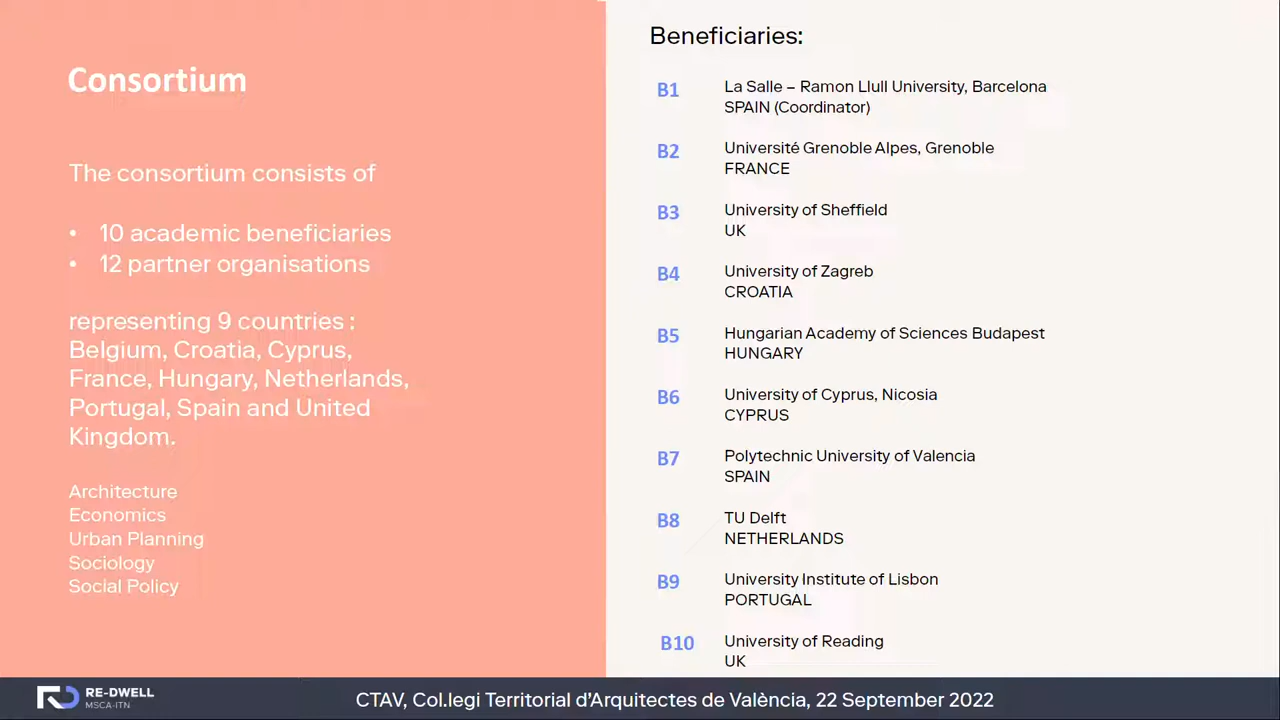 Consortium
The consortium consists of
• 10 academic beneficiaries
• 12 partner organisations
representing 9 countries :
Belgium, Croatia, Cyprus,
France, Hungary, Netherlands,
Portugal, Spain and United
Kingdom.
Architecture
Economics
Urban Planning
Sociology
Social Policy
Beneficiaries:
B1 La Salle – Ramon Llull University, Barcelona
SPAIN (Coordinator)
B2 Université Grenoble Alpes, Grenoble
FRANCE
B3 University of Sheffield
UK
B4 University of Zagreb
CROATIA
B5 Hungarian Academy of Sciences Budapest
HUNGARY
B6 University of Cyprus, Nicosia
CYPRUS
B7 Polytechnic University of Valencia
SPAIN
B8 TU Delft
NETHERLANDS
B9 University Institute of Lisbon
PORTUGAL
B10 University of Reading
UK
RE-DWELL
MSCA-ITN
CTAV, Col.legi Territorial d'Arquitectes de València, 22 September 2022